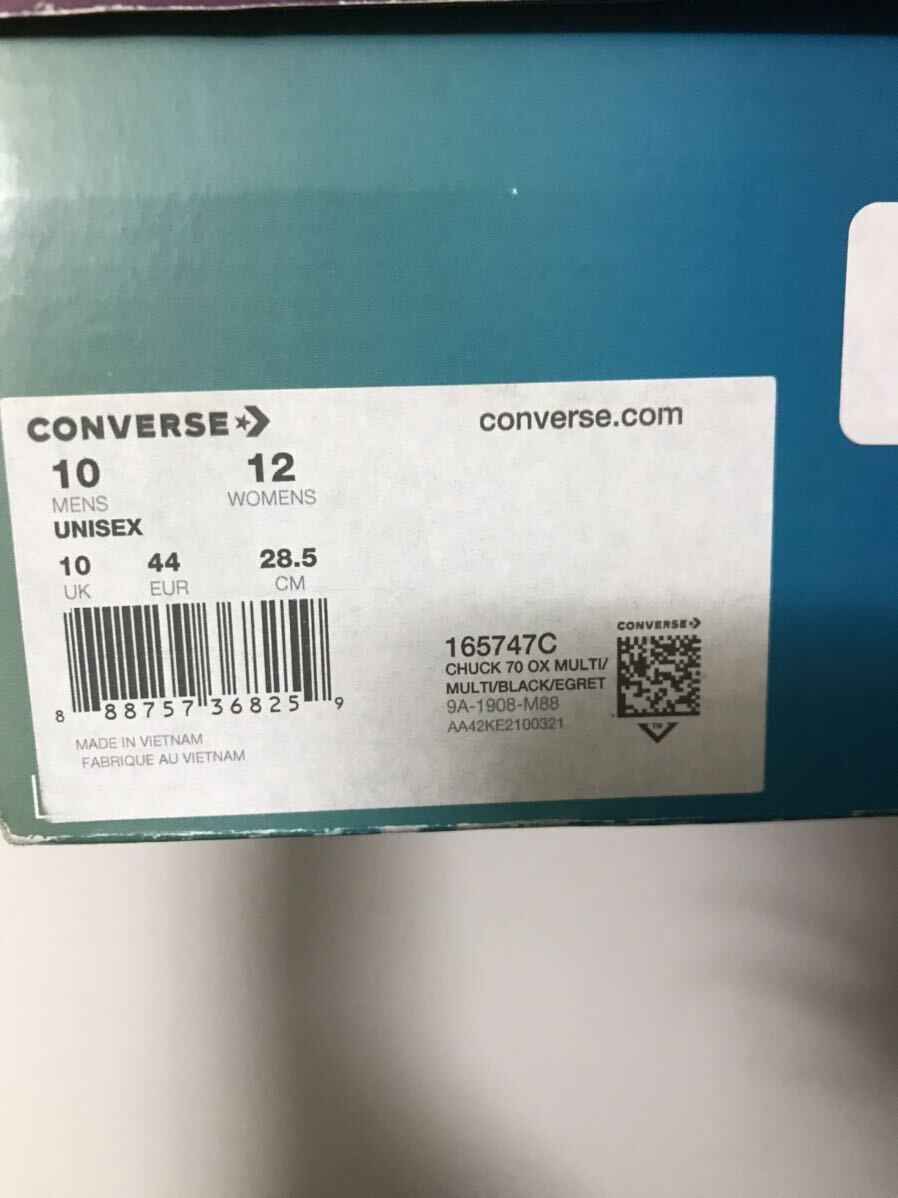 CONVERSE
converse.com
10 12
MENS WOMENS
UNISEX
10 44 28.5
UK EUR CM
8 88757 36825 9
MADE IN VIETNAM
FABRIQUE AU VIETNAM
CONVERSE
165747C
CHUCK 70 OX MULTI/
MULTI/BLACK/EGRET
9A-1908-M88
AA42KE2100321
TM